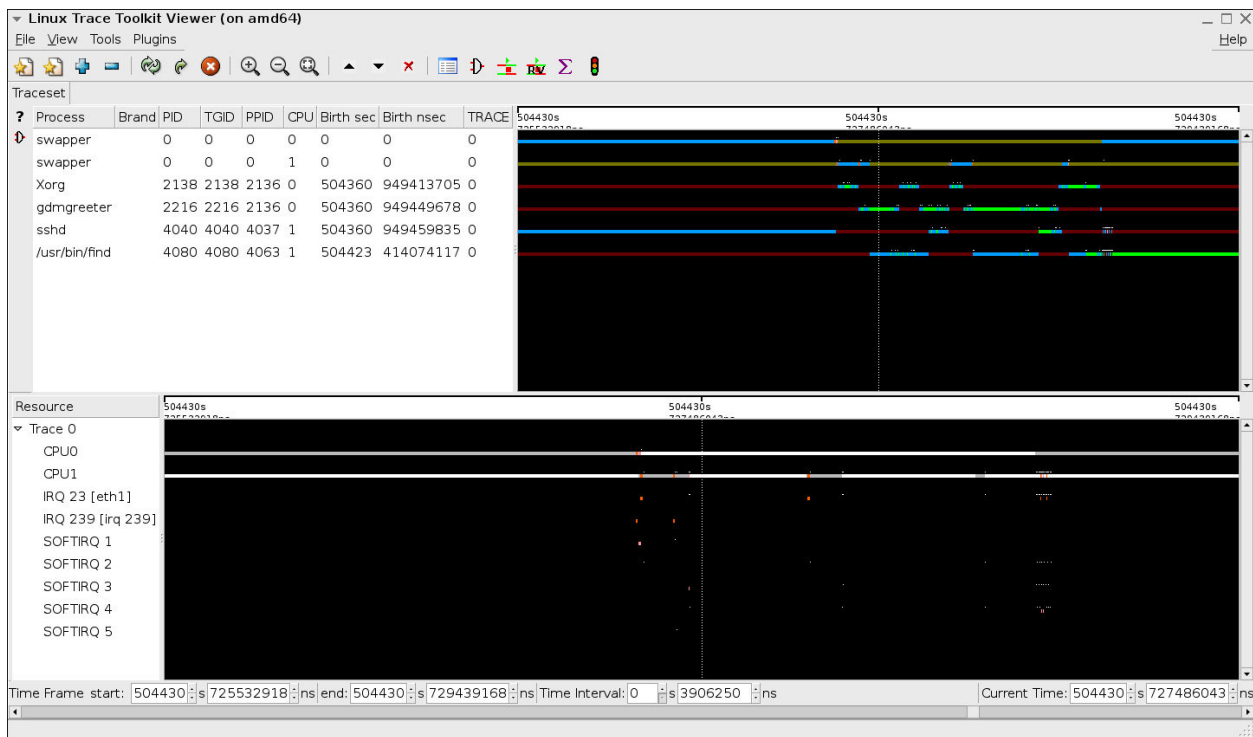 Linux Trace Toolkit Viewer (on amd64)
File View Tools Plugins Help
Traceset
? Process Brand PID TGID PPID CPU Birth sec Birth nsec TRACE 504430s 504430s 504430s
swapper 0 0 0 0 0 0 0
swapper 0 0 0 1 0 0 0
Xorg 2138 2138 2136 0 504360 949413705 0
gdmgreeter 2216 2216 2136 0 504360 949449678 0
sshd 4040 4040 4037 1 504360 949459835 0
/usr/bin/find 4080 4080 4063 1 504423 414074117 0
Resource 504430s 504430s 504430s
Trace 0
CPU0
CPU1
IRQ 23 [eth1]
IRQ 239 [irq 239]
SOFTIRQ 1
SOFTIRQ 2
SOFTIRQ 3
SOFTIRQ 4
SOFTIRQ 5
Time Frame start: 504430 s 725532918 ns end: 504430 s 729439168 ns Time Interval: 0 s 3906250 ns Current Time: 504430 s 727486043 ns